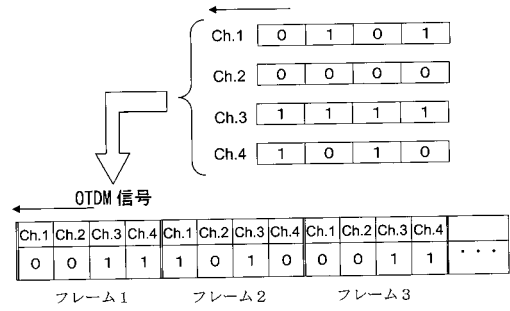 Ch.1 0 1 0 1
Ch.2 0 0 0 0
Ch.3 1 1 1 1
Ch.4 1 0 1 0
OTDM 信号
Ch.1 Ch.2 Ch.3 Ch.4 Ch.1 Ch.2 Ch.3 Ch.4 Ch.1 Ch.2 Ch.3 Ch.4
0 0 1 1 1 0 1 0 0 0 1 1 ・・・
フレーム1 フレーム2 フレーム3